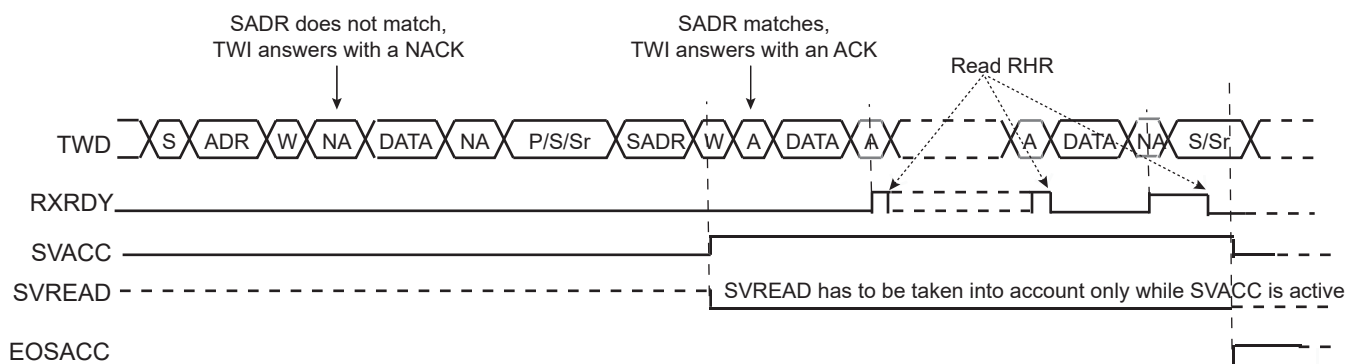 SADR does not match,
TWI answers with a NACK
SADR matches,
TWI answers with an ACK
Read RHR
TWD S ADR W NA DATA NA P/S/Sr SADR W A DATA A A DATA NA S/Sr
RXRDY
SVACC
SVREAD SVREAD has to be taken into account only while SVACC is active
EOSACC